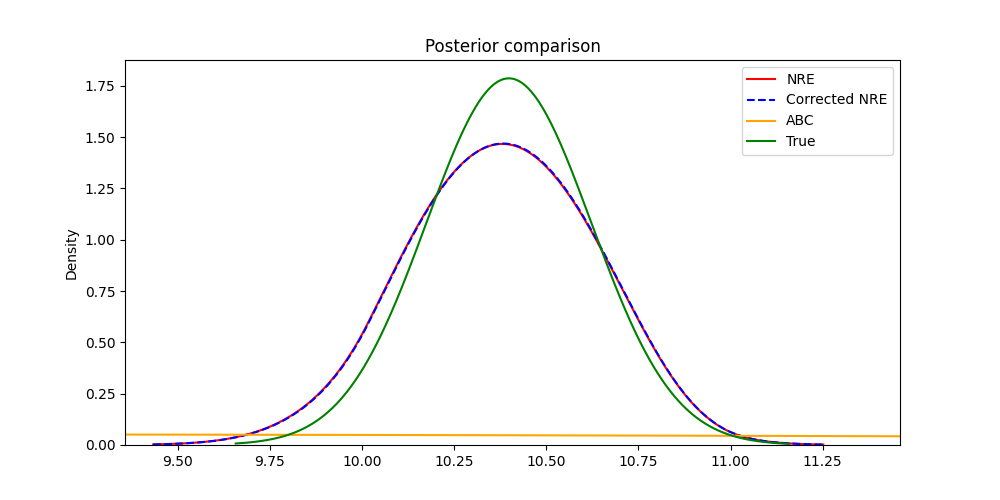 Posterior comparison
NRE
Corrected NRE
ABC
True
Density
1.75
1.50
1.25
1.00
0.75
0.50
0.25
0.00
9.50 9.75 10.00 10.25 10.50 10.75 11.00 11.25